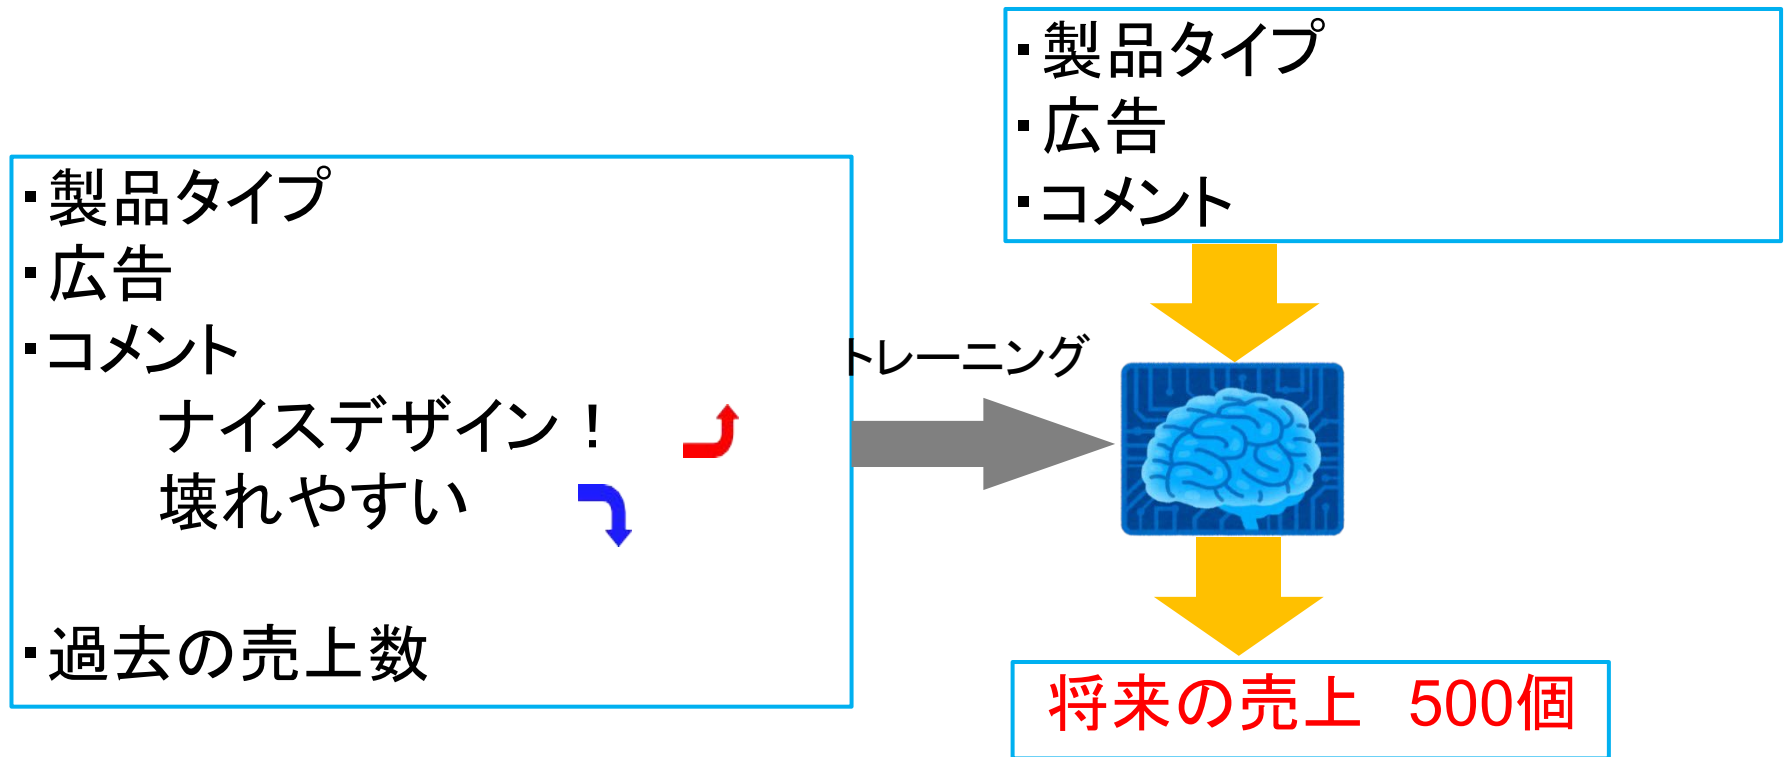 ・製品タイプ
・広告
・コメント
ナイスデザイン！
壊れやすい
・過去の売上数
トレーニング
・製品タイプ
・広告
・コメント
将来の売上　500個